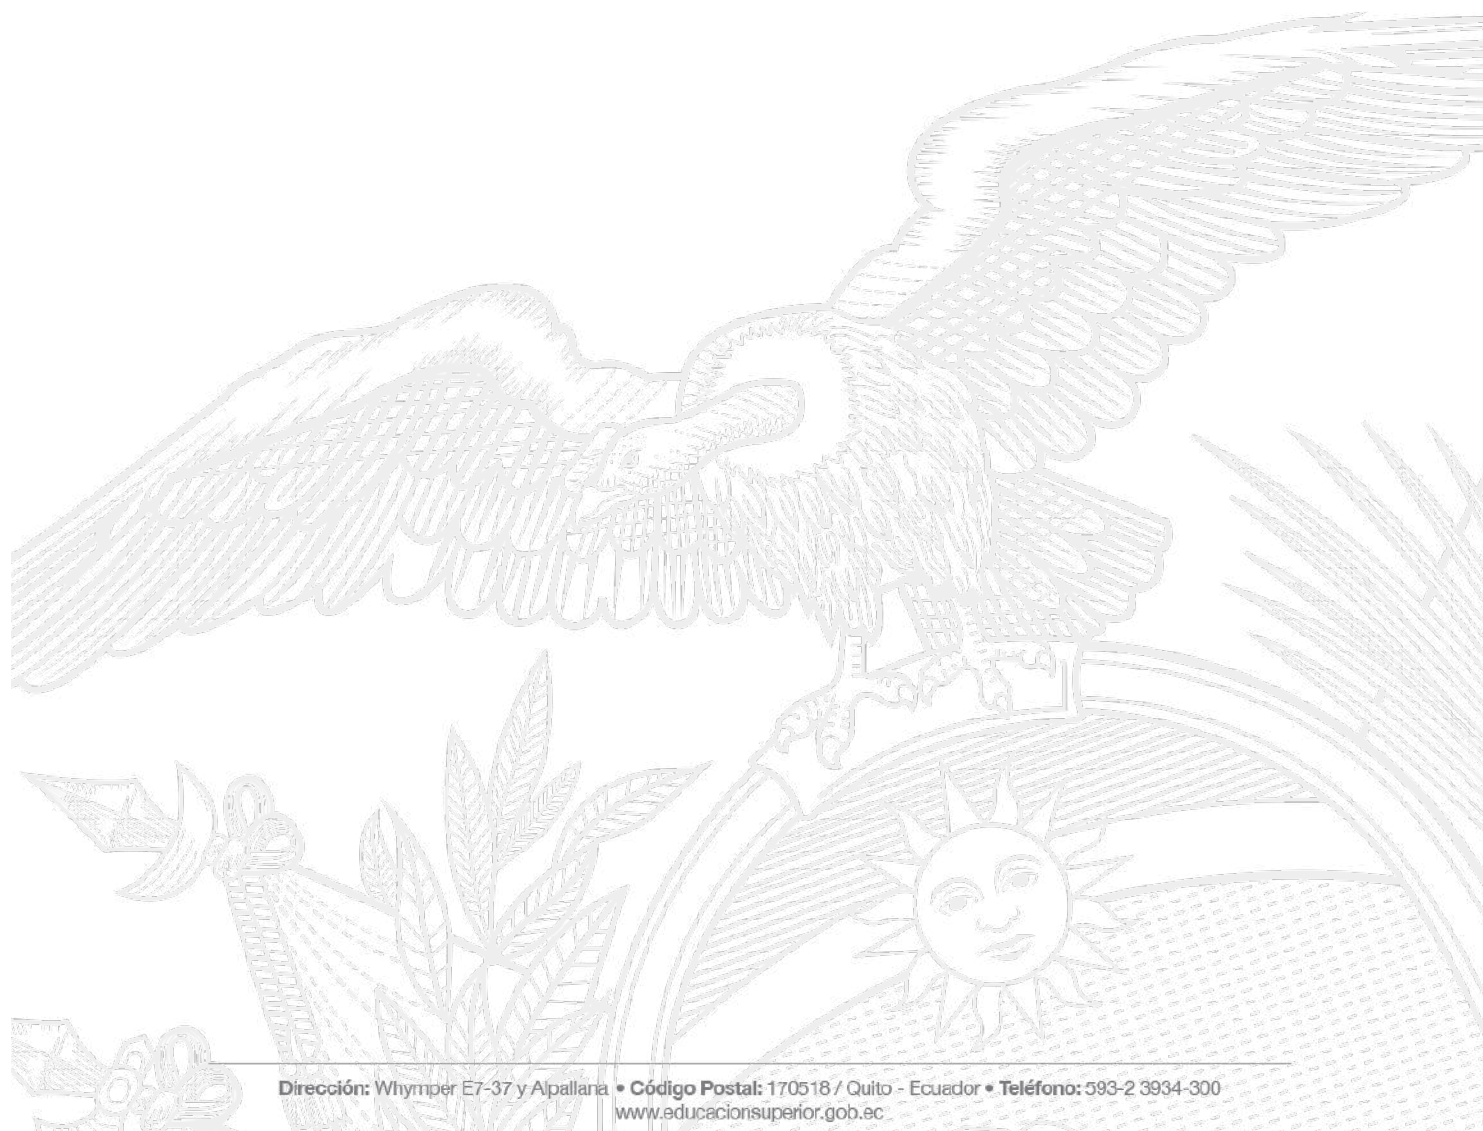 Dirección: Whymper E7-37 y Alpallana • Código Postal: 170518 / Quito - Ecuador • Teléfono: 593-2 3934-300
www.educacionsuperior.gob.ec